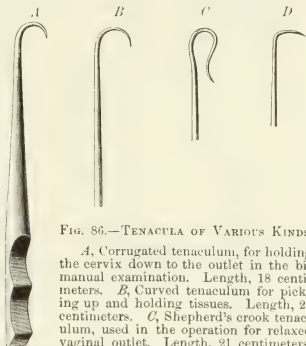 A
B
C
D
FIG. 86.—TENACULA OF VARIOUS KINDS
A, Corrugated tenaculum, for holding
the cervix down to the outlet in the bi
manual examination. Length, 18 centi
meters. B, Curved tenaculum for pick
ing up and holding tissues. Length, 2
centimeters. C, Shepherd's crook tenac
ulum, used in the operation for relaxed
vaginal outlet. Length, 21 centimeters